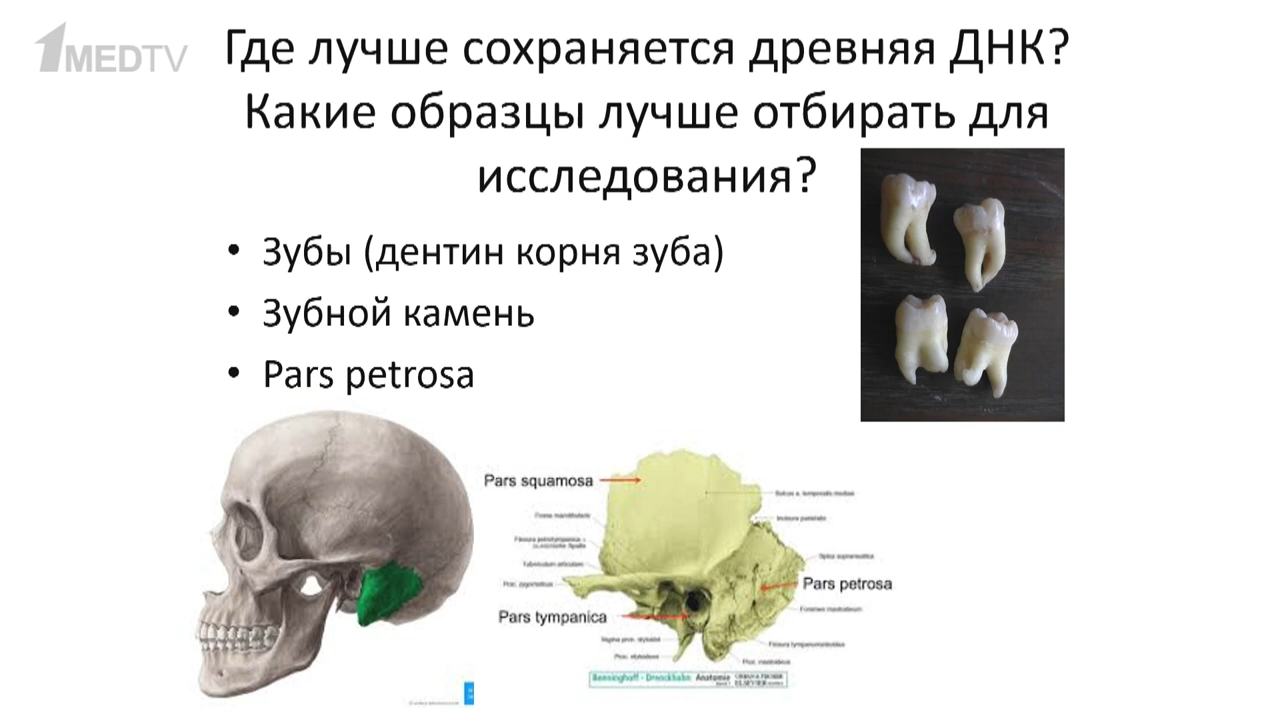 1MEDTV
Где лучше сохраняется древняя ДНК?
Какие образцы лучше отбирать для
исследования?
• Зубы (дентин корня зуба)
• Зубной камень
• Pars petrosa
Pars squamosa
Pars petrosa
Pars tympanica
Benninghoff - Drenckhahn Anatomie